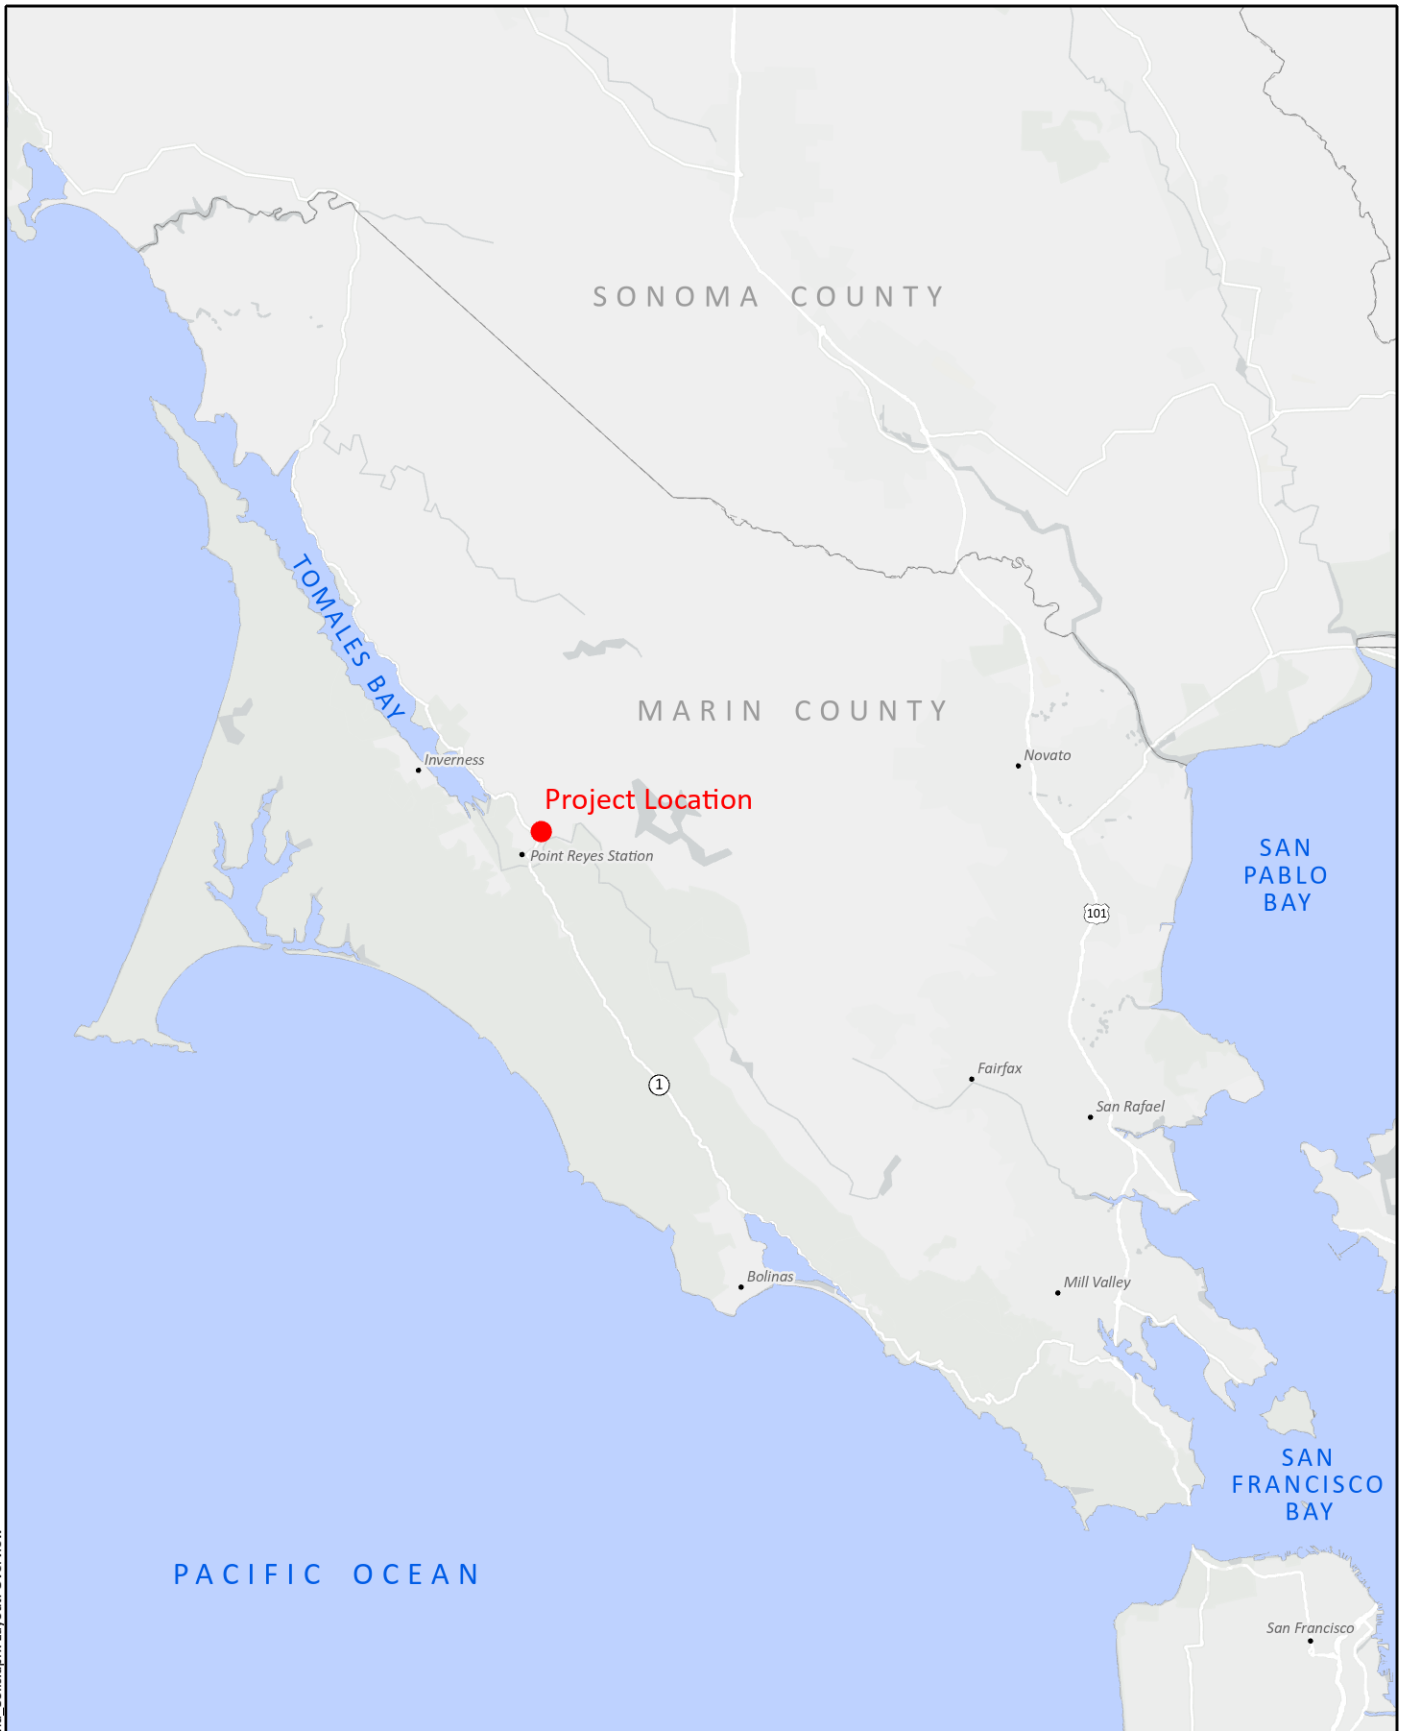 SONOMA COUNTY
TOMALES BAY
MARIN COUNTY
Inverness
Novato
Project Location
Point Reyes Station
SAN
PABLO
BAY
101
Fairfax
1
San Rafael
Bolinas
Mill Valley
SAN
FRANCISCO
BAY
PACIFIC OCEAN
San Francisco